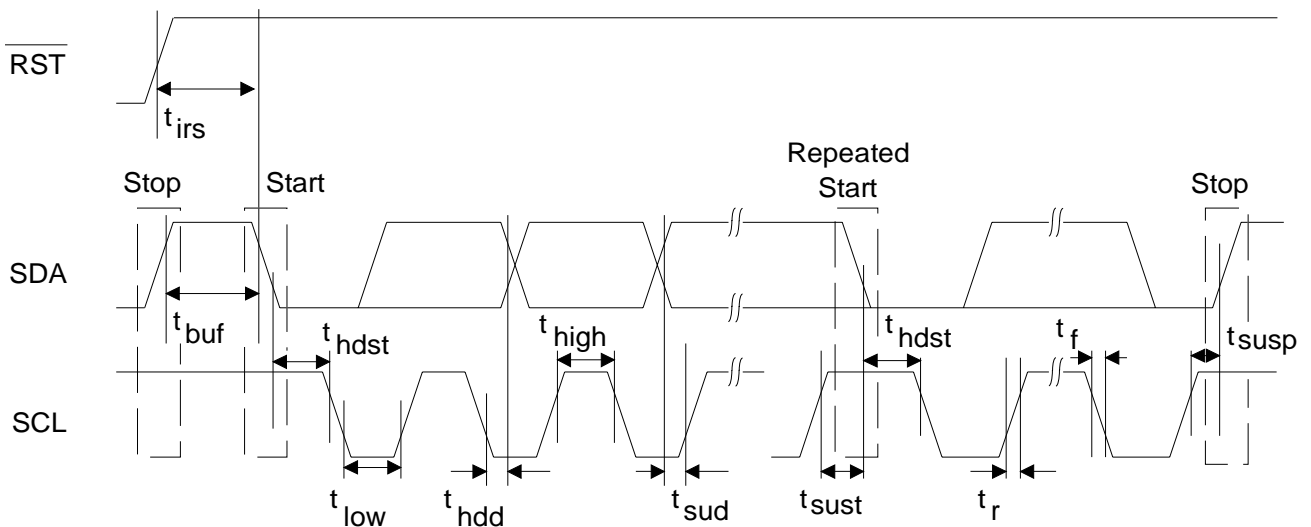 RST
t irs
Repeated
Start
Stop
Start
Stop
SDA
t buf
t hdst
t high
t hdst
t f
t susp
SCL
t low
t hdd
t sud
t sust
t r